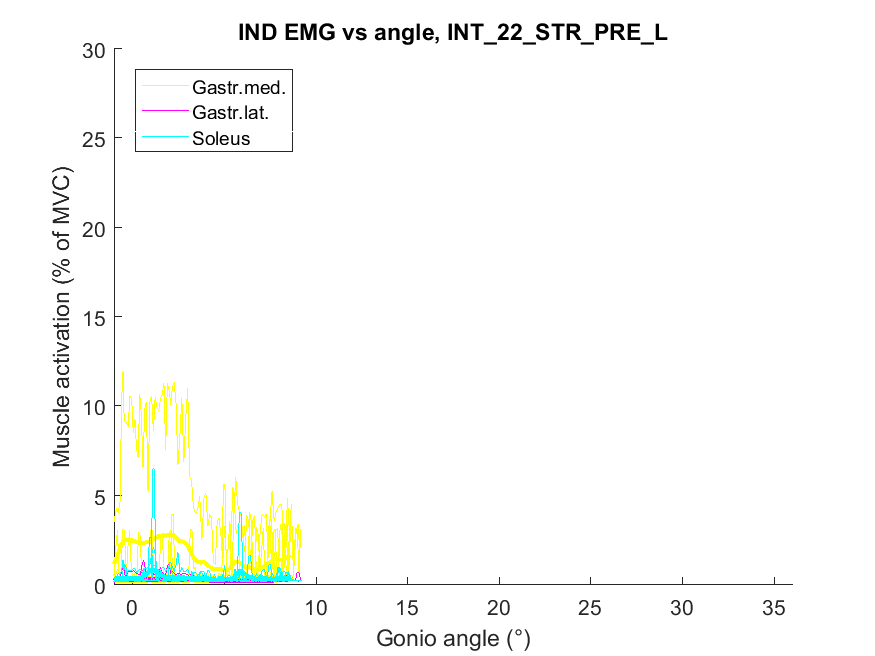 IND EMG vs angle, INT_22_STR_PRE_L
30
25
20
15
10
5
0
Gastr.med.
Gastr.lat.
Soleus
Muscle activation (% of MVC)
0 5 10 15 20 25 30 35
Gonio angle (°)